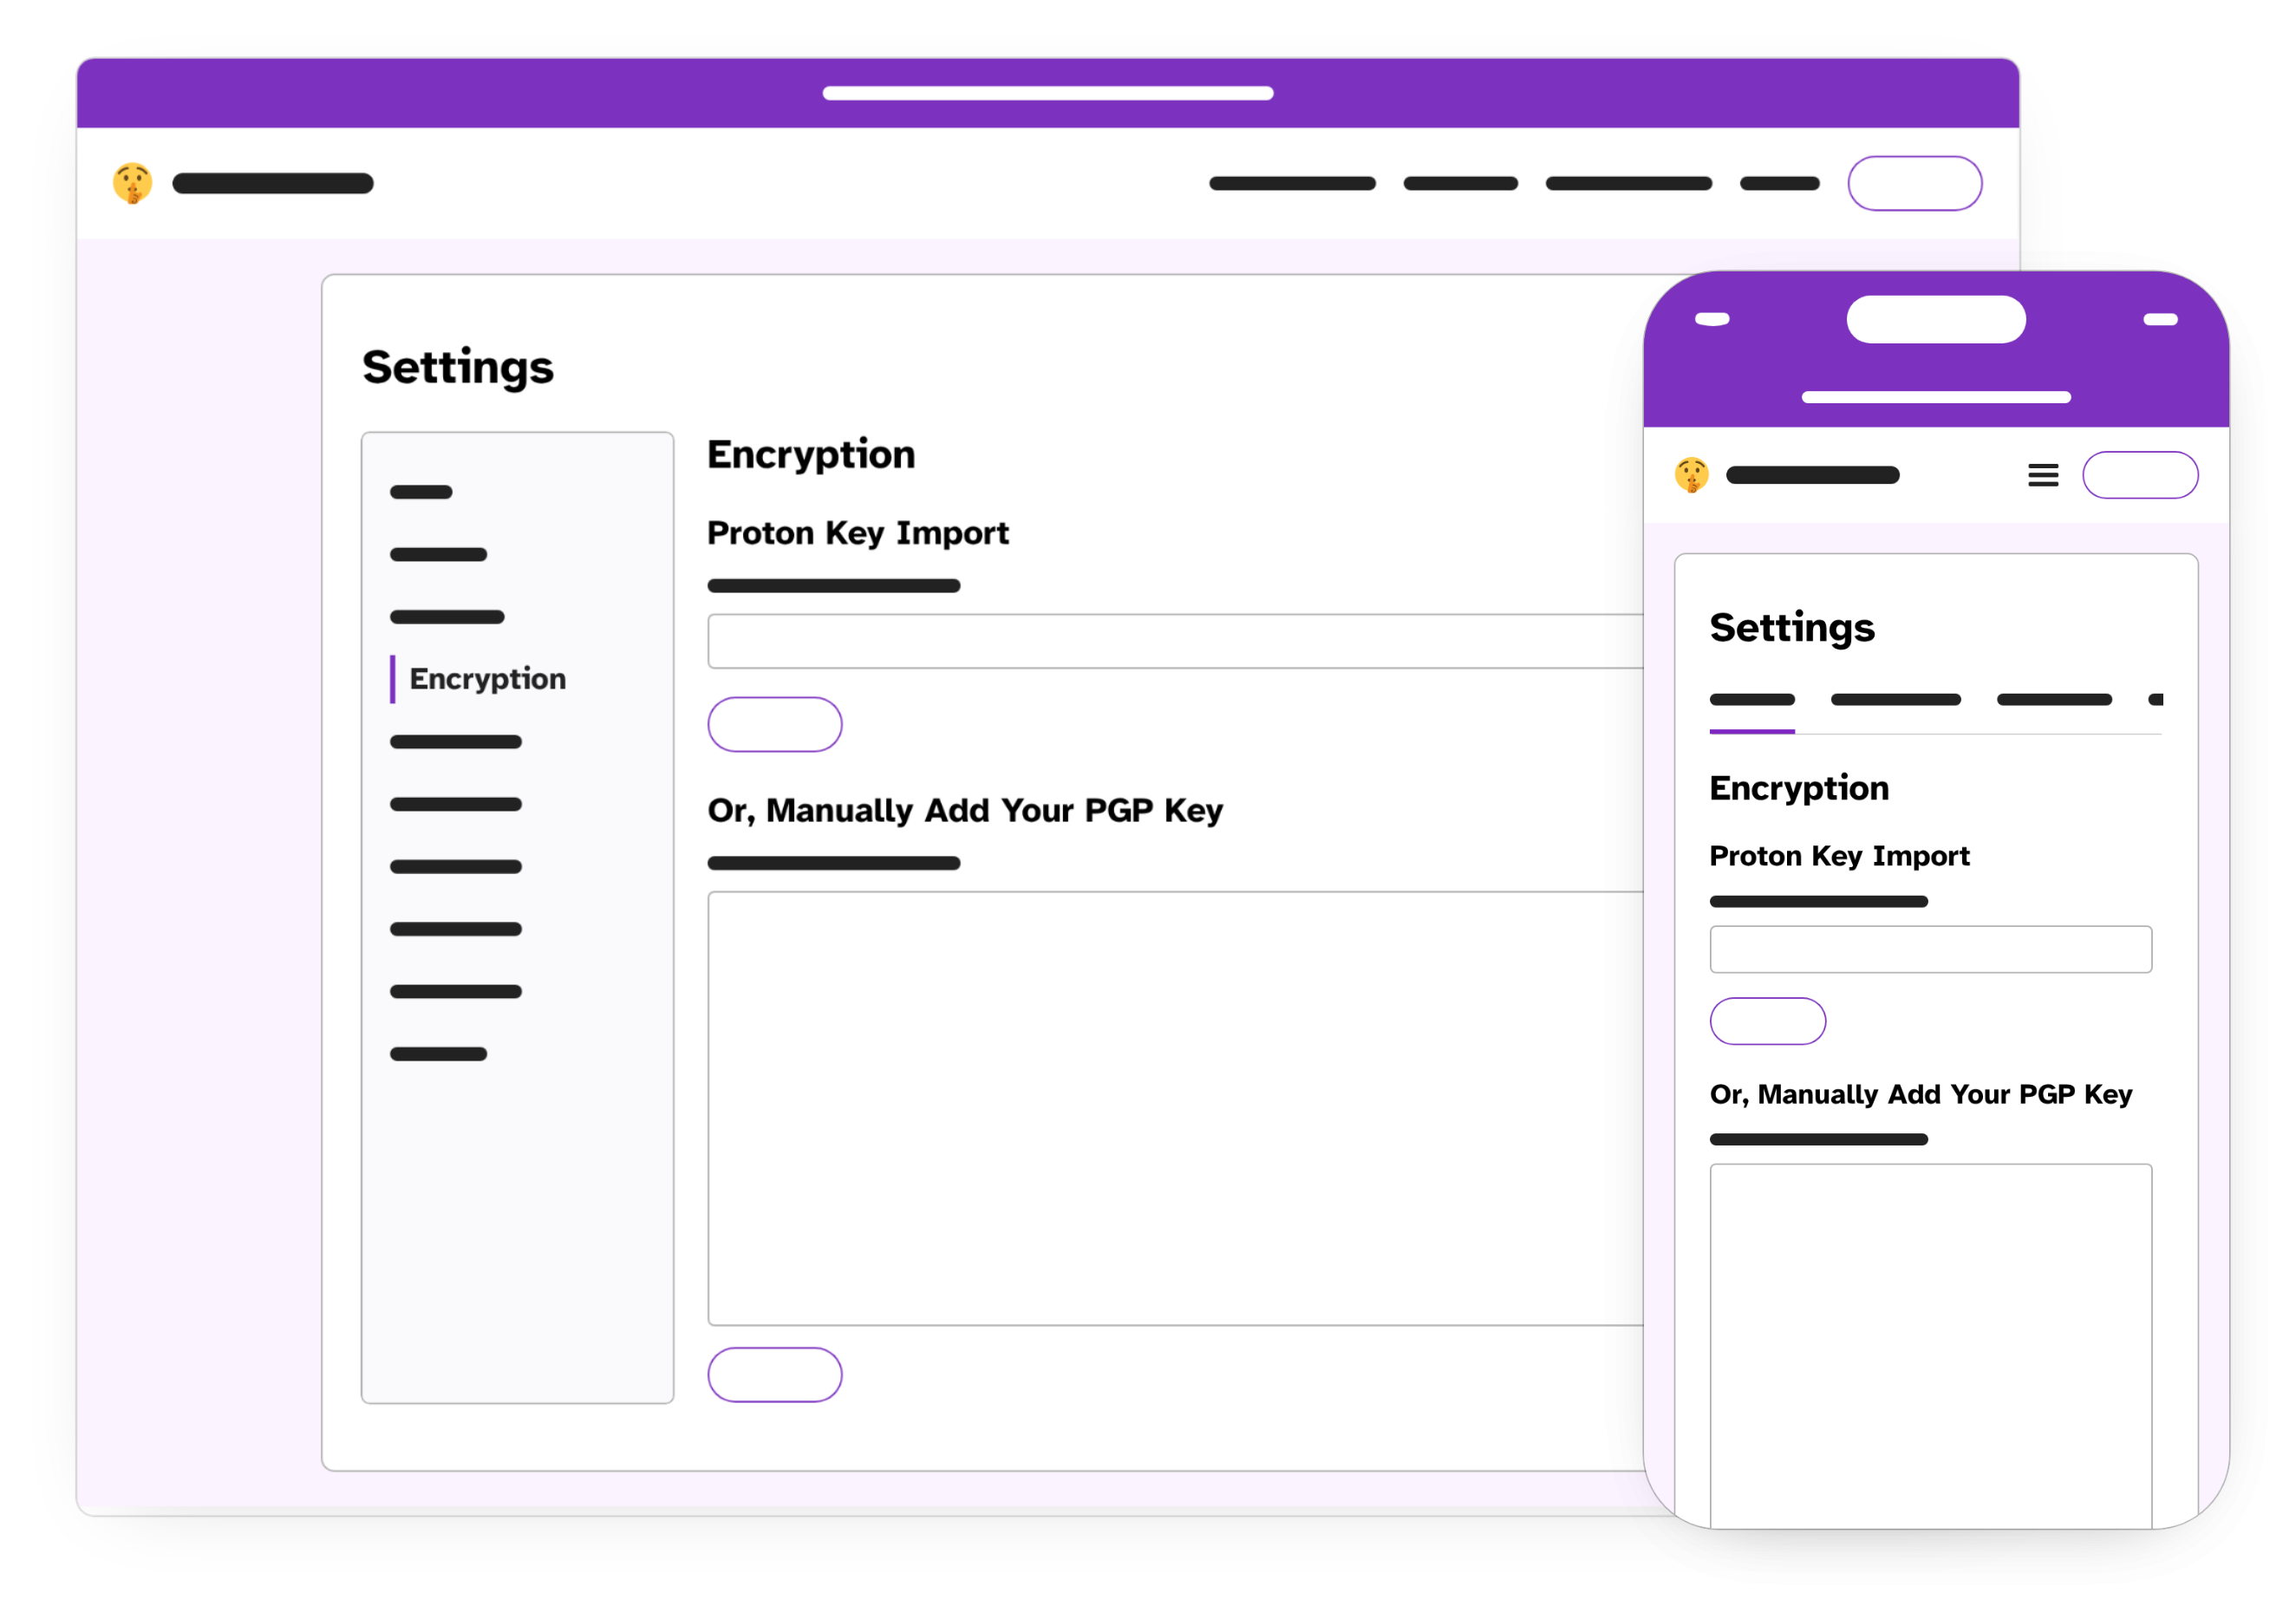 Settings
Encryption
Proton Key Import
Encryption
Or, Manually Add Your PGP Key
Settings
Encryption
Proton Key Import
Or, Manually Add Your PGP Key